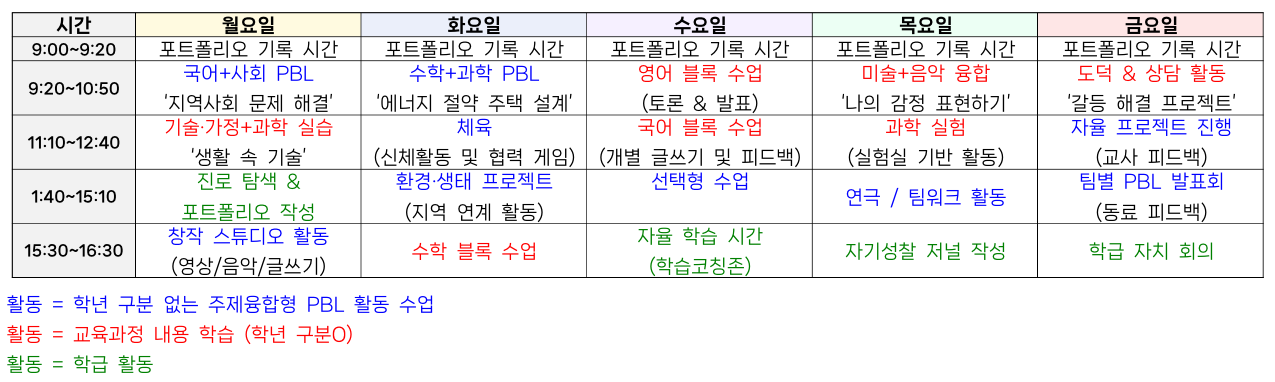 시간 월요일 화요일 수요일 목요일 금요일
9:00~9:20 포트폴리오 기록 시간 포트폴리오 기록 시간 포트폴리오 기록 시간 포트폴리오 기록 시간 포트폴리오 기록 시간
9:20~10:50 국어+사회 PBL 수학+과학 PBL 영어 블록 수업 미술+음악 융합 도덕 & 상담 활동
'지역사회 문제 해결' '에너지 절약 주택 설계' (토론 & 발표) '나의 감정 표현하기' '갈등 해결 프로젝트'
11:10~12:40 기술·가정+과학 실습 체육 국어 블록 수업 과학 실험 자율 프로젝트 진행
'생활 속 기술' (신체활동 및 협력 게임) (개별 글쓰기 및 피드백) (실험실 기반 활동) (교사 피드백)
1:40~15:10 진로 탐색 & 환경·생태 프로젝트 선택형 수업 연극 / 팀워크 활동 팀별 PBL 발표회
포트폴리오 작성 (지역 연계 활동) (동료 피드백)
15:30~16:30 창작 스튜디오 활동 수학 블록 수업 자율 학습 시간 자기성찰 저널 작성 학급 자치 회의
(영상/음악/글쓰기) (학습코칭존)
활동 = 학년 구분 없는 주제융합형 PBL 활동 수업
활동 = 교육과정 내용 학습 (학년 구분O)
활동 = 학급 활동